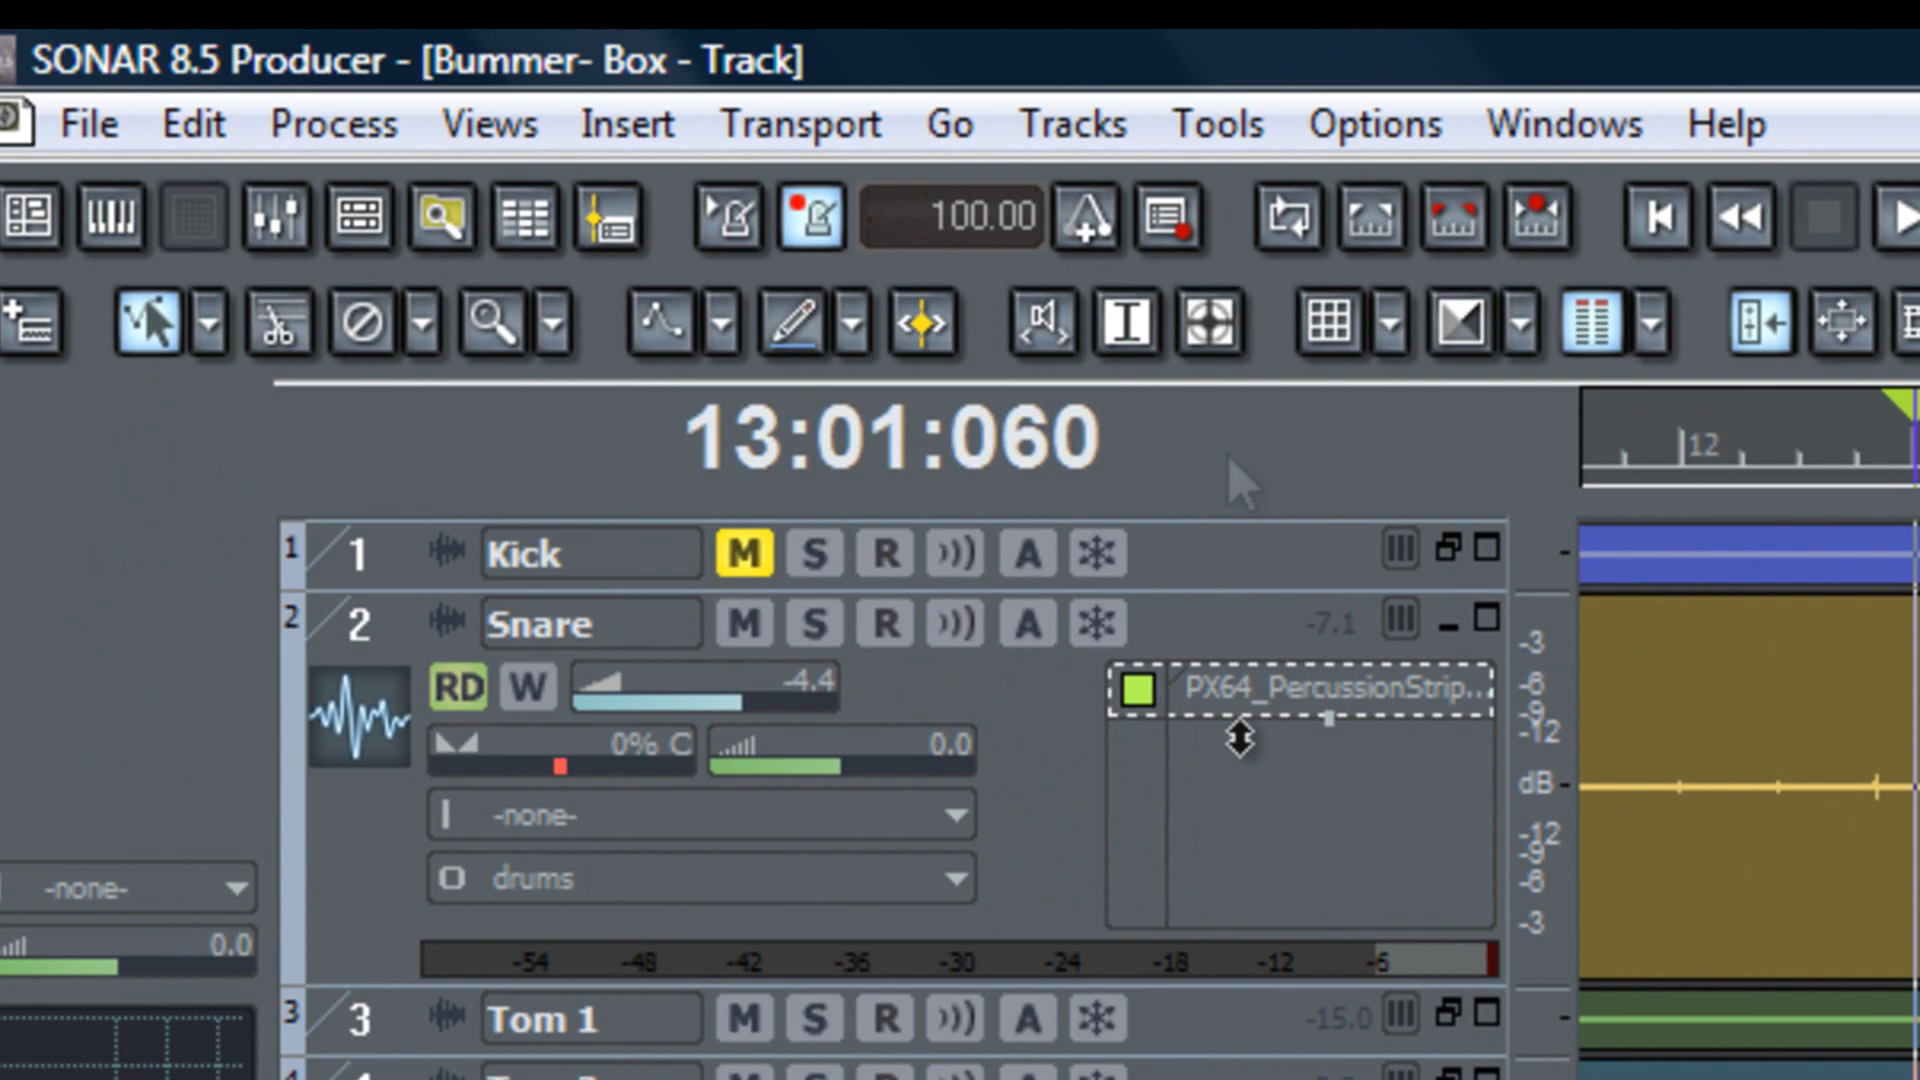 SONAR 8.5 Producer - [Bummer- Box - Track]
File Edit Process Views Insert Transport Go Tracks Tools Options Windows Help
100.00
13:01:060
12
1 1 Kick M S R A
2 2 Snare M S R A -7.1
RD W -4.4 PX64_PercussionStrip...
0% C 0.0
-none-
drums
-none-
0.0
-3
-6
-9
-12
dB
-12
-9
-6
-3
-54 -48 -42 -36 -30 -24 -18 -12 -6
3 3 Tom 1 M S R A -15.0